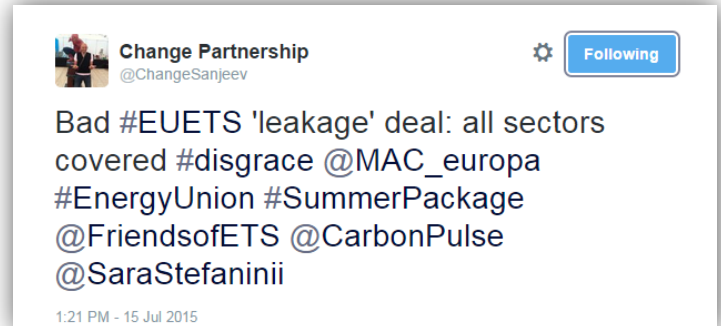 Change Partnership
@ChangeSanjeev
Following
Bad #EUETS 'leakage' deal: all sectors
covered #disgrace @MAC_europa
#EnergyUnion #SummerPackage
@FriendsofETS @CarbonPulse
@SaraStefaninii
1:21 PM - 15 Jul 2015